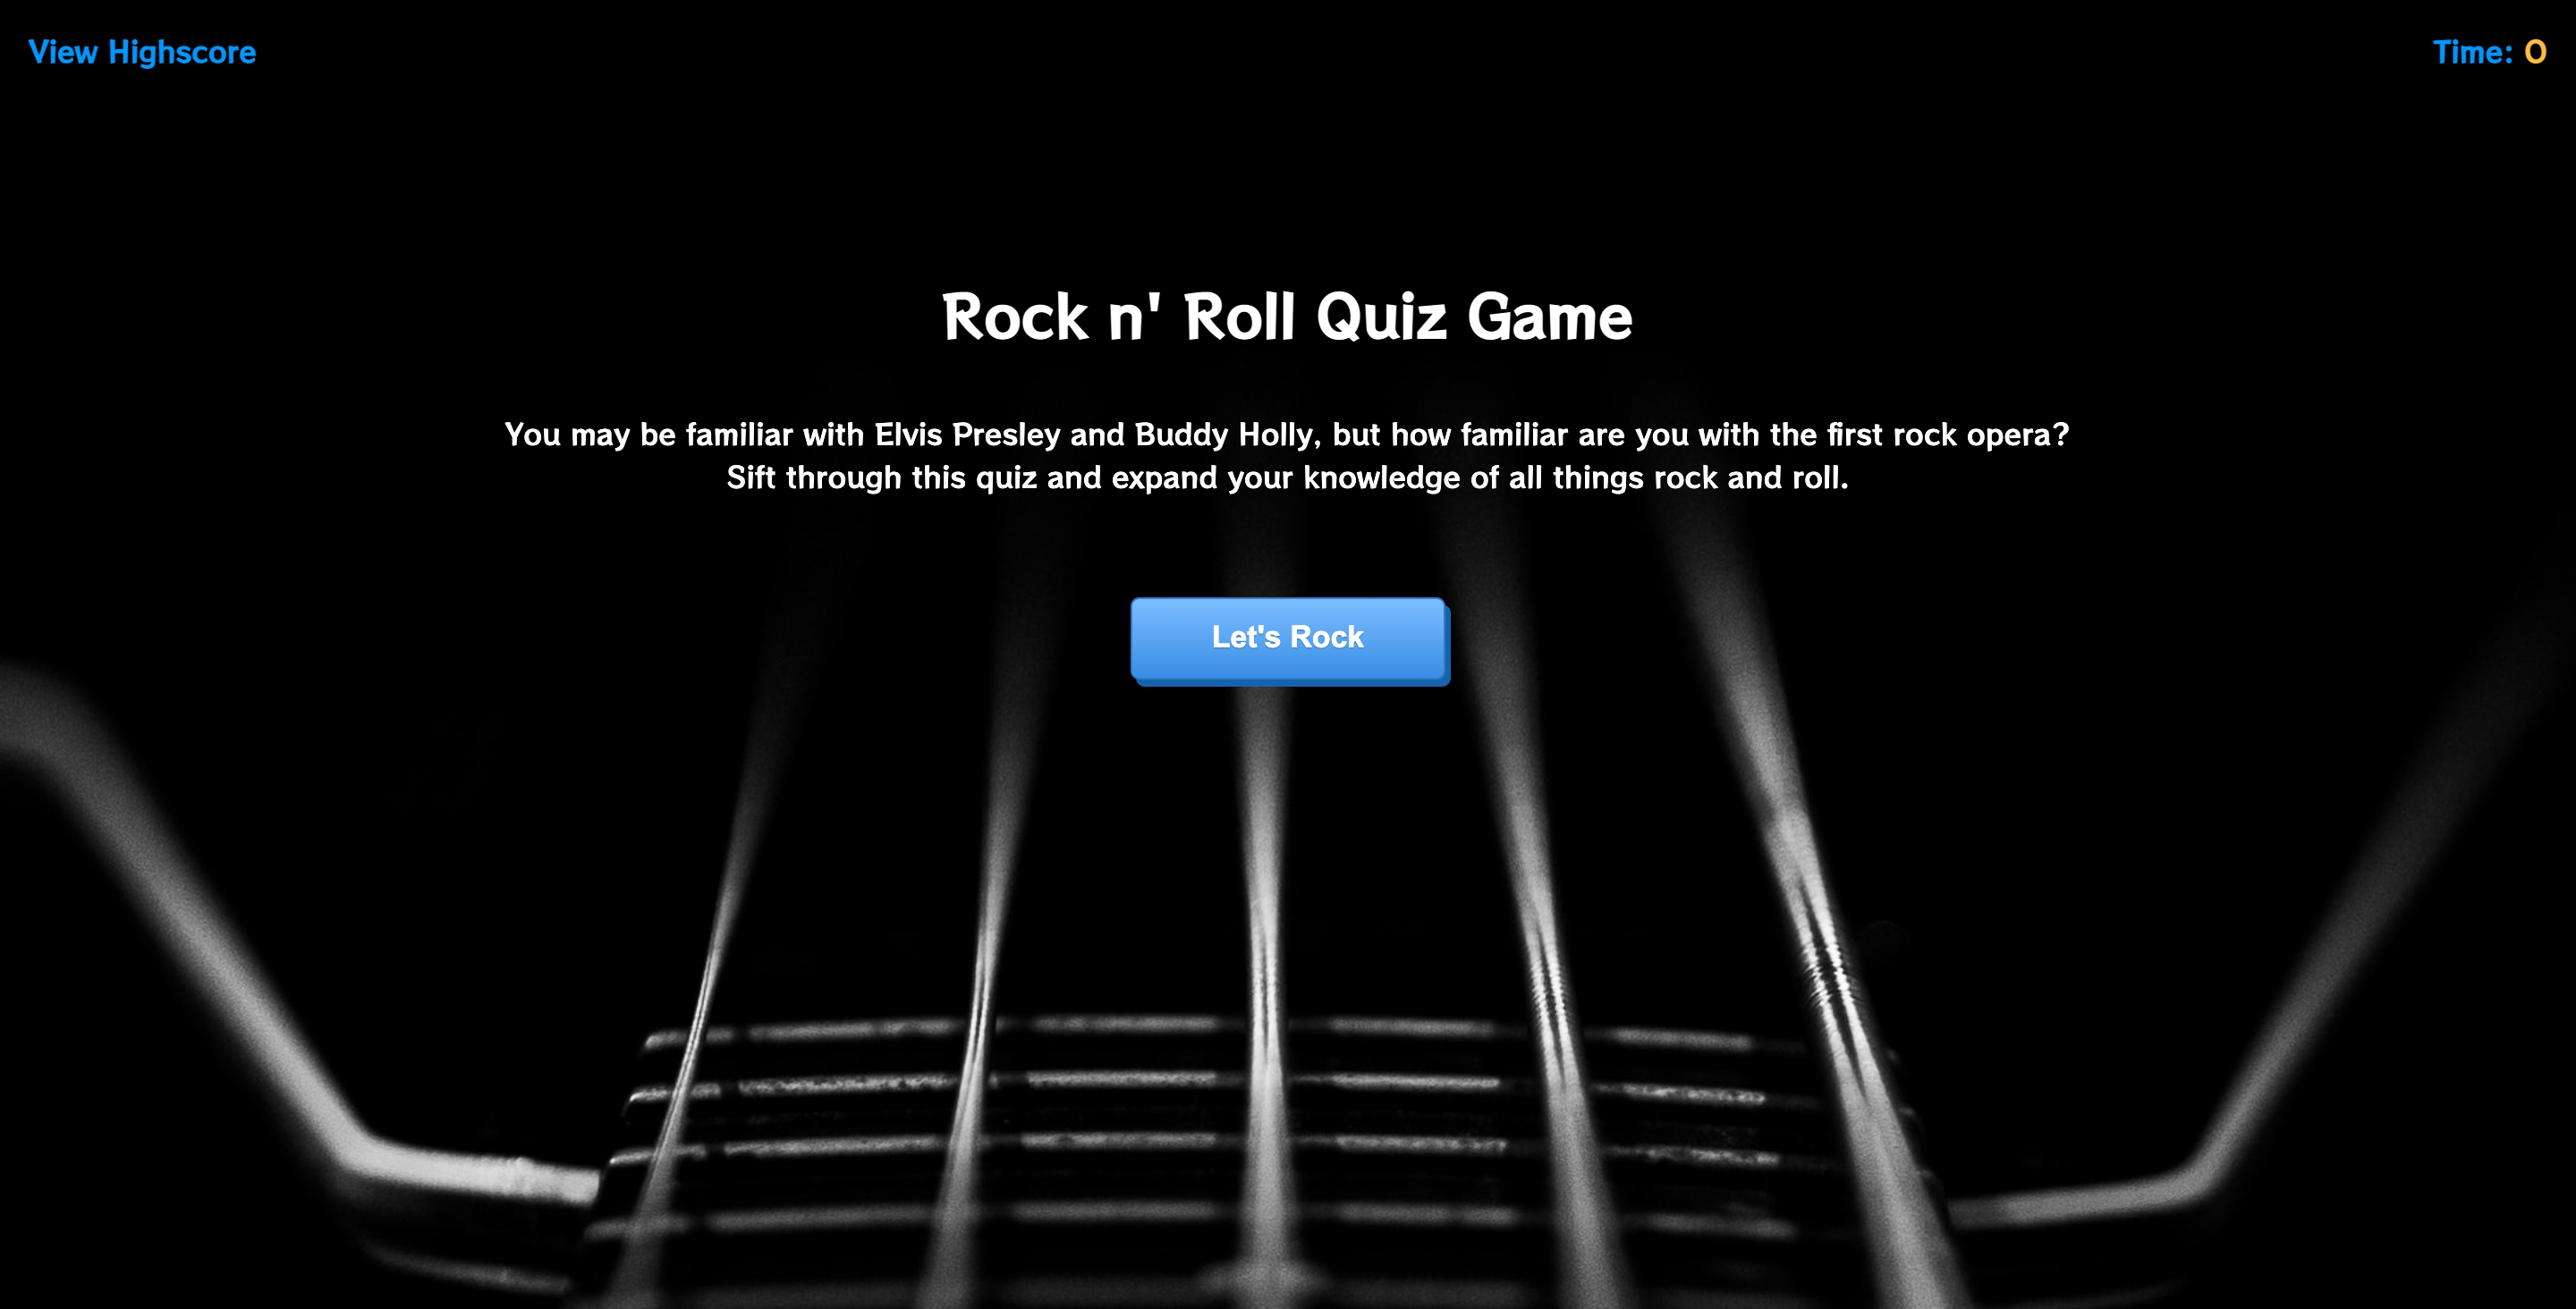 View Highscore
Time: 0
Rock n' Roll Quiz Game
You may be familiar with Elvis Presley and Buddy Holly, but how familiar are you with the first rock opera?
Sift through this quiz and expand your knowledge of all things rock and roll.
Let's Rock